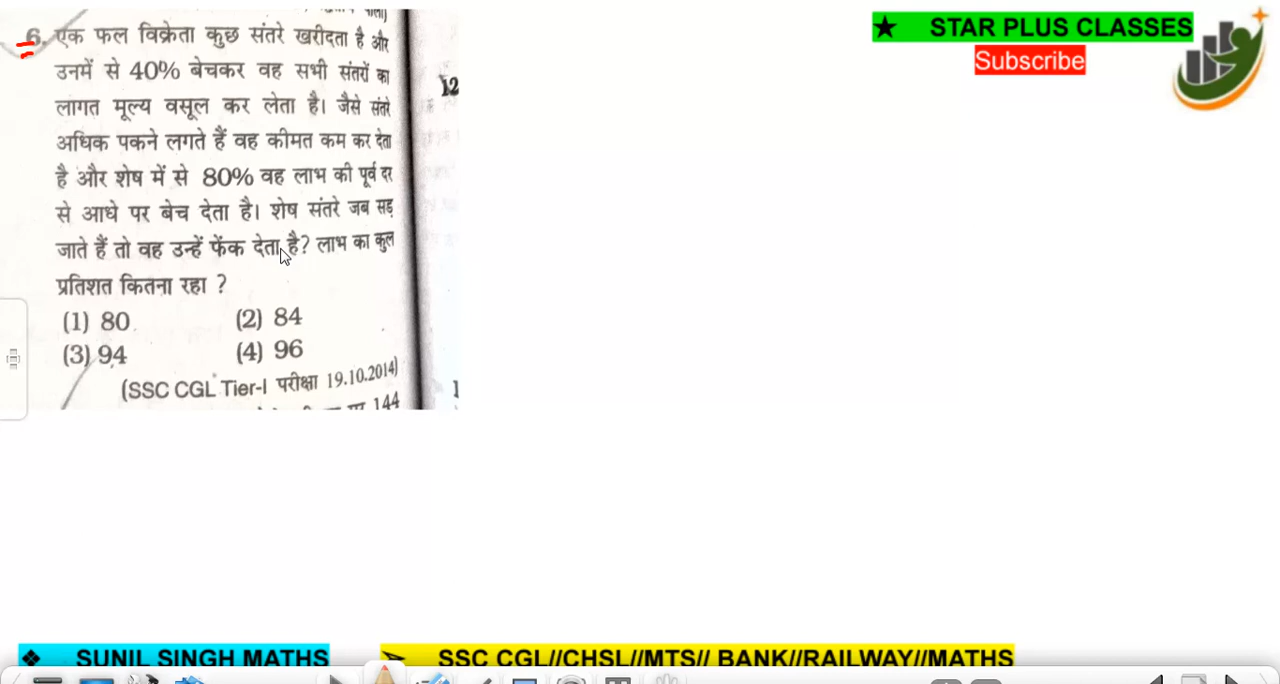 6. एक फल विक्रेता कुछ संतरे खरीदता है और
उनमें से 40% बेचकर वह सभी संतरों का
लागत मूल्य वसूल कर लेता है। जैसे संतरे
अधिक पकने लगते हैं वह कीमत कम कर देता
है और शेष में से 80% वह लाभ की पूर्व दर
से आधे पर बेच देता है। शेष संतरे जब सड़
जाते हैं तो वह उन्हें फेंक देता है? लाभ का कुल
प्रतिशत कितना रहा ?
(1) 80 (2) 84
(3) 94 (4) 96
(SSC CGL Tier-I परीक्षा 19.10.2014)
144
12
1
★ STAR PLUS CLASSES
Subscribe
❖ SUNIL SINGH MATHS
➢ SSC CGL//CHSL//MTS// BANK//RAILWAY//MATHS